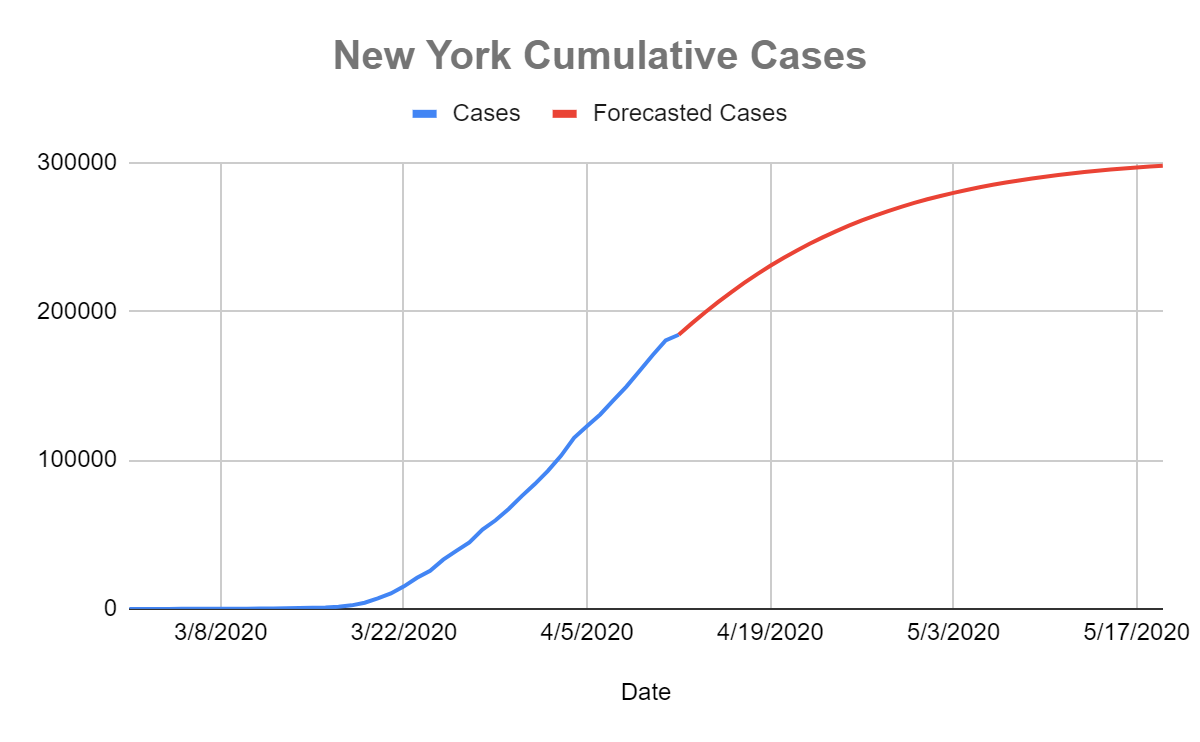 New York Cumulative Cases
Cases Forecasted Cases
300000
200000
100000
0
3/8/2020 3/22/2020 4/5/2020 4/19/2020 5/3/2020 5/17/2020
Date